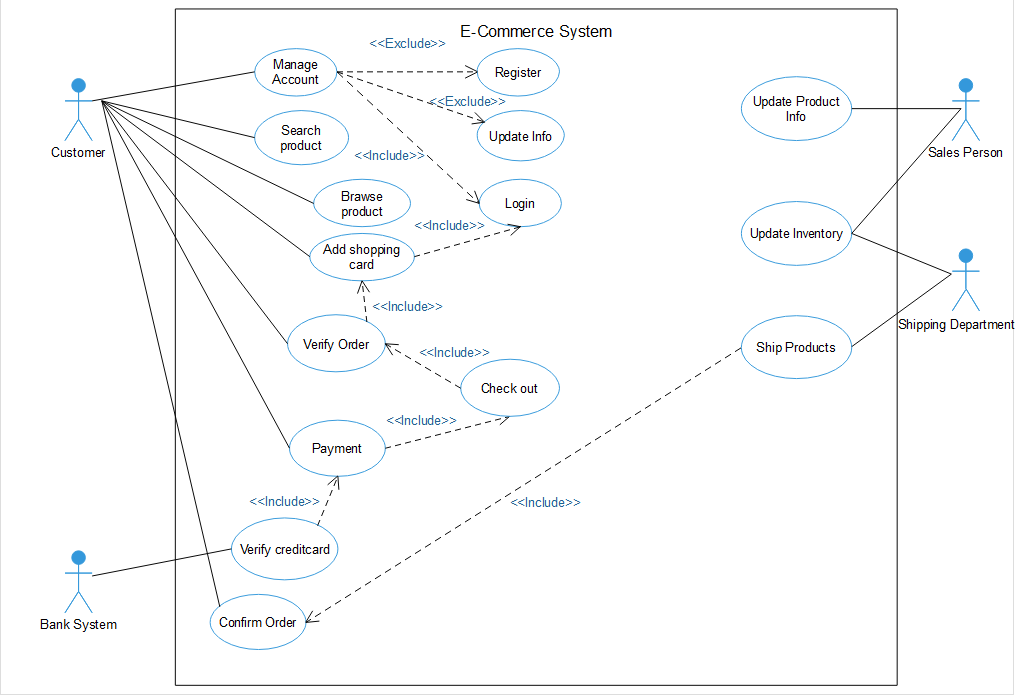 E-Commerce System
<<Exclude>>
Manage
Account
Register
<<Exclude>>
Update Info
Search
product
Customer
<<Include>>
Browse
product
Login
<<Include>>
Add shopping
card
<<Include>>
Verify Order
<<Include>>
Check out
<<Include>>
Payment
<<Include>>
Verify creditcard
Bank System
Confirm Order
<<Include>>
Update Product
Info
Sales Person
Update Inventory
Shipping Department
Ship Products